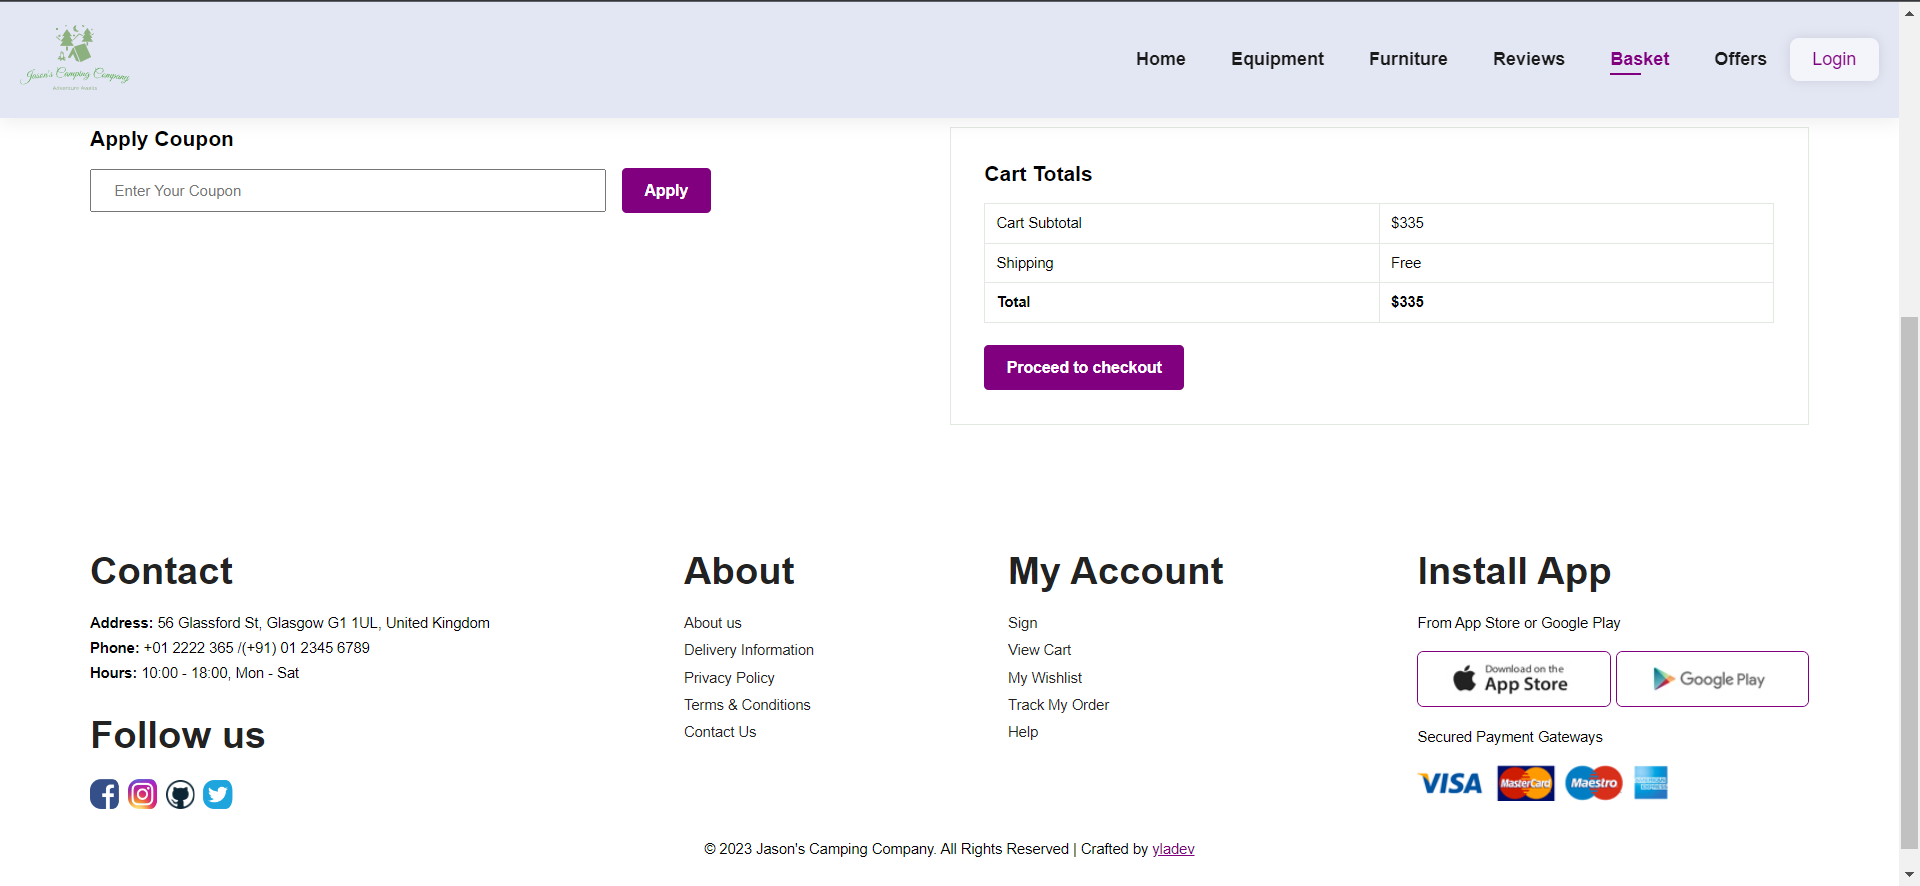 Jason's Camping Company
Home Equipment Furniture Reviews Basket Offers Login
Apply Coupon
Enter Your Coupon Apply
Cart Totals
Cart Subtotal $335
Shipping Free
Total $335
Proceed to checkout
Contact
Address: 56 Glassford St, Glasgow G1 1UL, United Kingdom
Phone: +01 2222 365 /(+91) 01 2345 6789
Hours: 10:00 - 18:00, Mon - Sat
Follow us
About
About us
Delivery Information
Privacy Policy
Terms & Conditions
Contact Us
My Account
Sign
View Cart
My Wishlist
Track My Order
Help
Install App
From App Store or Google Play
Download on the
App Store
Google Play
Secured Payment Gateways
VISA MasterCard Maestro AMERICAN EXPRESS
© 2023 Jason's Camping Company. All Rights Reserved | Crafted by yladev